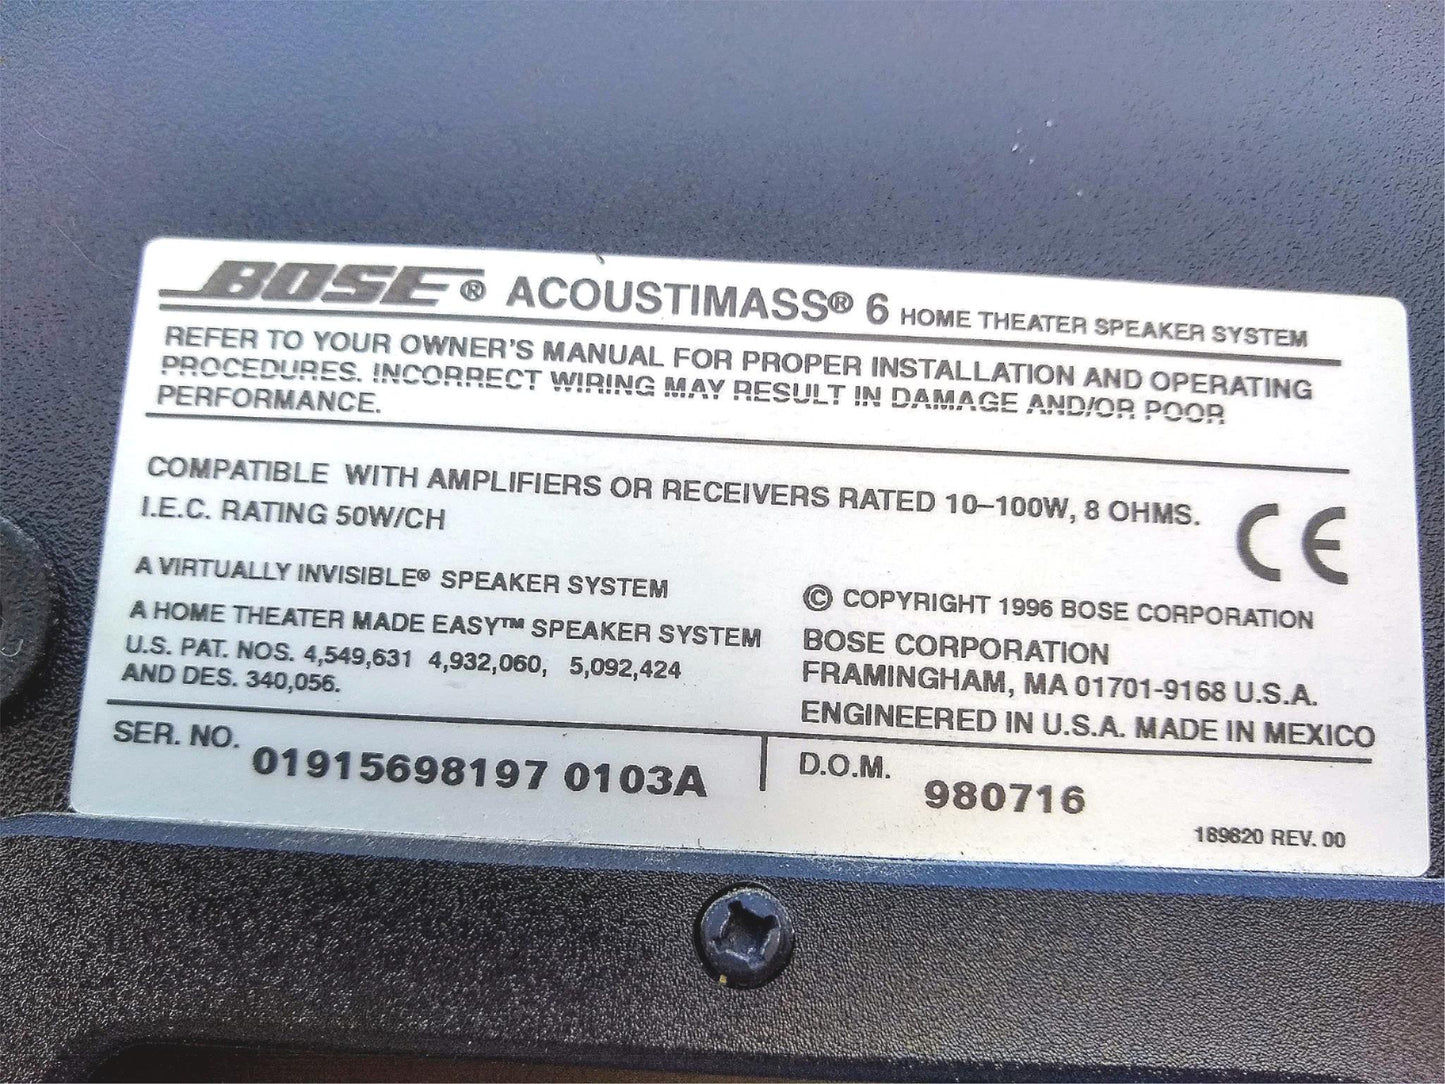 BOSE® ACOUSTIMASS® 6 HOME THEATER SPEAKER SYSTEM
REFER TO YOUR OWNER'S MANUAL FOR PROPER INSTALLATION AND OPERATING
PROCEDURES. INCORRECT WIRING MAY RESULT IN DAMAGE AND/OR POOR
PERFORMANCE.
COMPATIBLE WITH AMPLIFIERS OR RECEIVERS RATED 10–100W, 8 OHMS.
I.E.C. RATING 50W/CH
CE
A VIRTUALLY INVISIBLE® SPEAKER SYSTEM
A HOME THEATER MADE EASY™ SPEAKER SYSTEM
U.S. PAT. NOS. 4,549,631 4,932,060, 5,092,424
AND DES. 340,056.
© COPYRIGHT 1996 BOSE CORPORATION
BOSE CORPORATION
FRAMINGHAM, MA 01701-9168 U.S.A.
ENGINEERED IN U.S.A. MADE IN MEXICO
SER. NO. 01915698197 0103A
D.O.M. 980716
189820 REV. 00